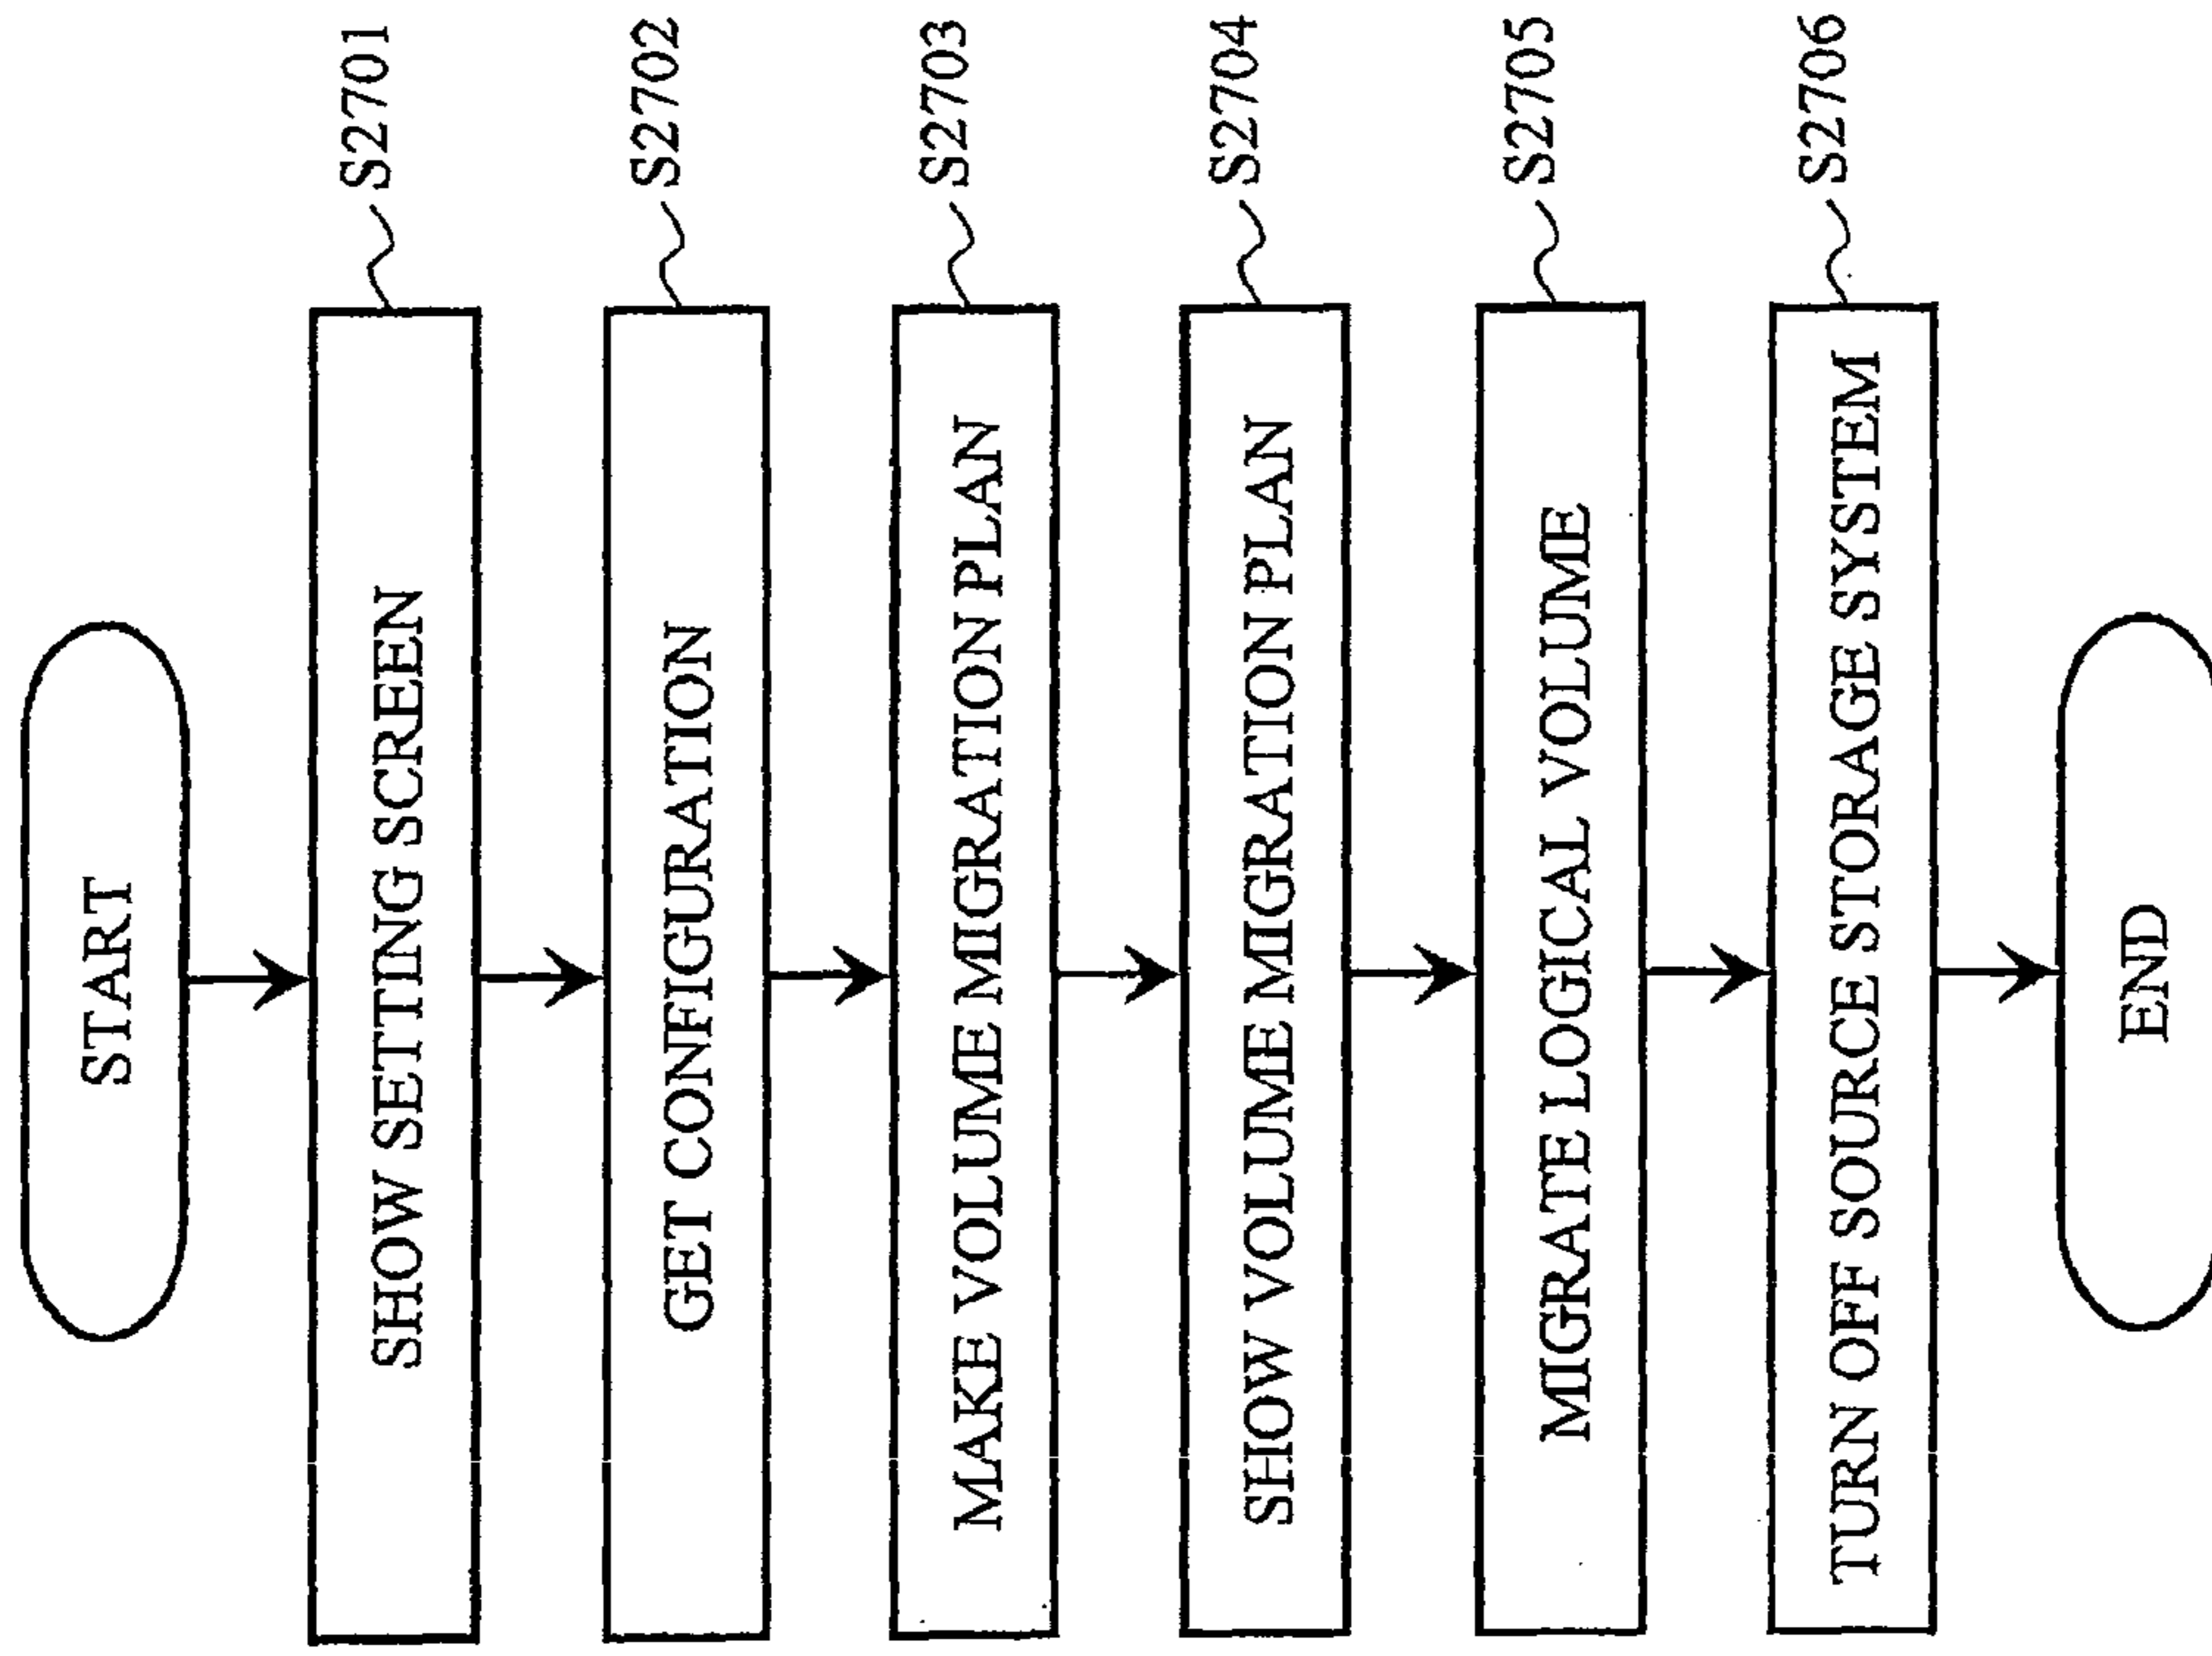 START
SHOW SETTING SCREEN
S2701
GET CONFIGURATION
S2702
MAKE VOLUME MIGRATION PLAN
S2703
SHOW VOLUME MIGRATION PLAN
S2704
MIGRATE LOGICAL VOLUME
S2705
TURN OFF SOURCE STORAGE SYSTEM
S2706
END